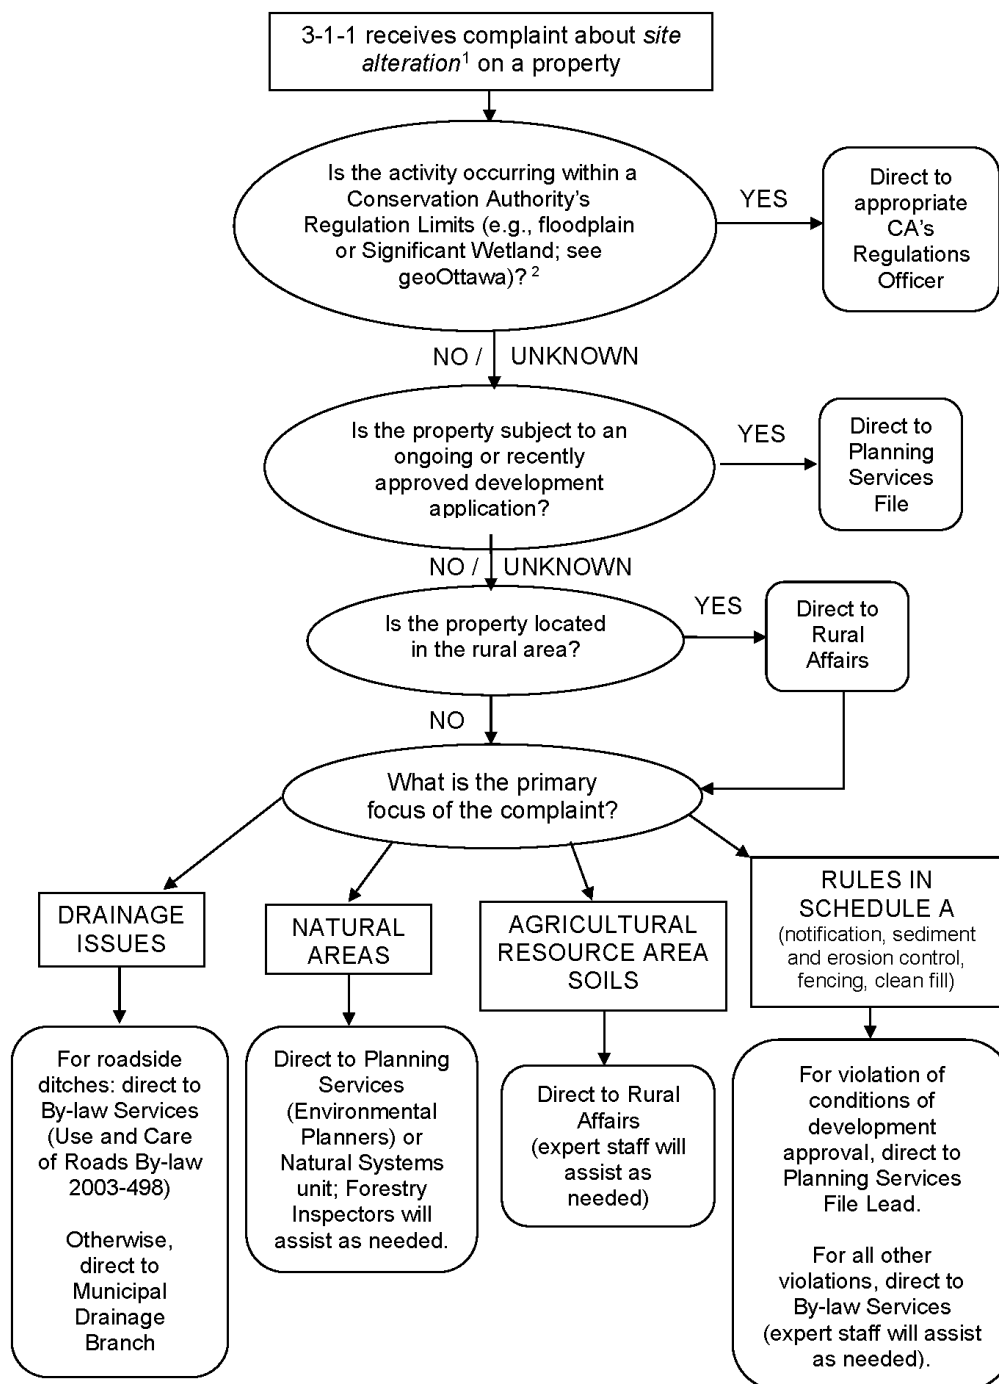 3-1-1 receives complaint about site
alteration1 on a property
Is the activity occurring within a
Conservation Authority's
Regulation Limits (e.g., floodplain
or Significant Wetland; see
geoOttawa)? 2
YES
Direct to
appropriate
CA's
Regulations
Officer
NO / UNKNOWN
Is the property subject to an
ongoing or recently
approved development
application?
YES
Direct to
Planning
Services
File
NO / UNKNOWN
Is the property located
in the rural area?
YES
Direct to
Rural
Affairs
NO
What is the primary
focus of the complaint?
DRAINAGE
ISSUES
NATURAL
AREAS
AGRICULTURAL
RESOURCE AREA
SOILS
RULES IN
SCHEDULE A
(notification, sediment
and erosion control,
fencing, clean fill)
For roadside
ditches: direct to
By-law Services
(Use and Care
of Roads By-law
2003-498)
Otherwise,
direct to
Municipal
Drainage
Branch
Direct to Planning
Services
(Environmental
Planners) or
Natural Systems
unit; Forestry
Inspectors will
assist as needed.
Direct to Rural
Affairs
(expert staff will
assist as
needed)
For violation of
conditions of
development
approval, direct to
Planning Services
File Lead.
For all other
violations, direct to
By-law Services
(expert staff will assist
as needed).